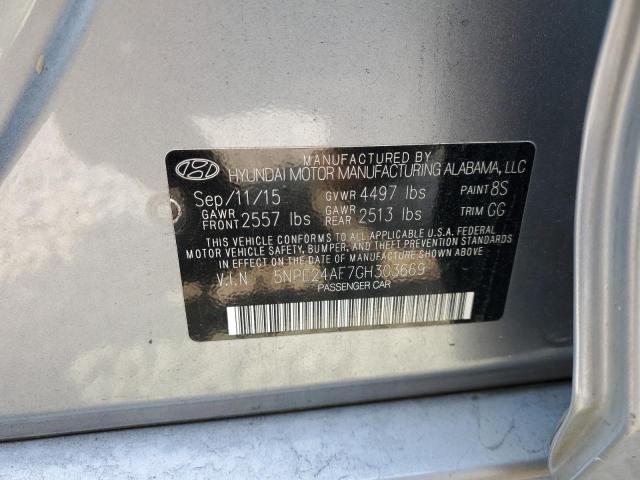 MANUFACTURED BY
HYUNDAI MOTOR MANUFACTURING ALABAMA, LLC
Sep/11/15 GVWR 4497 lbs PAINT 8S
GAWR FRONT 2557 lbs GAWR REAR 2513 lbs TRIM GG
THIS VEHICLE CONFORMS TO ALL APPLICABLE U.S.A. FEDERAL
MOTOR VEHICLE SAFETY, BUMPER, AND THEFT PREVENTION STANDARDS
IN EFFECT ON THE DATE OF MANUFACTURE SHOWN ABOVE
V.I.N. 5NPE24AF7GH303669
PASSENGER CAR